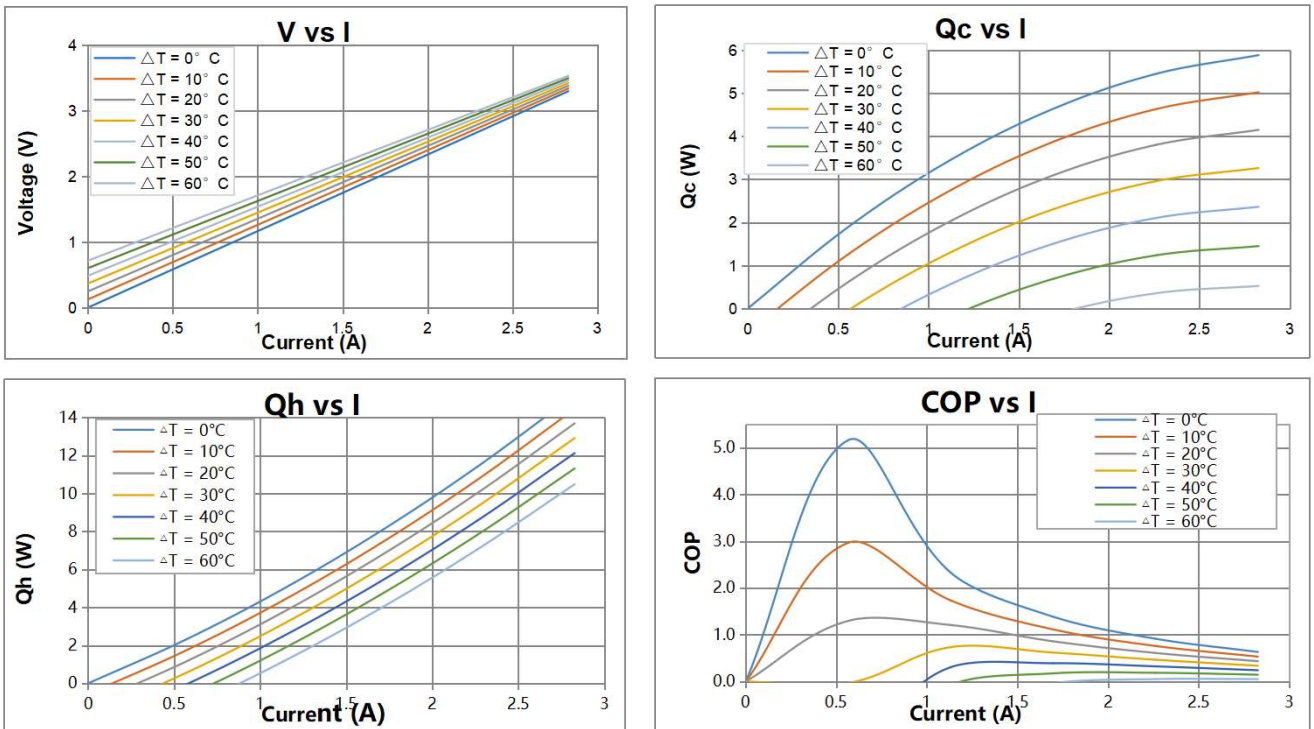 V vs I
4
3
2
1
0
Voltage (V)
△T = 0° C
△T = 10° C
△T = 20° C
△T = 30° C
△T = 40° C
△T = 50° C
△T = 60° C
0 0.5 1 1.5 2 2.5 3
Current (A)
Qc vs I
6
5
4
3
2
1
0
Qc (W)
△T = 0° C
△T = 10° C
△T = 20° C
△T = 30° C
△T = 40° C
△T = 50° C
△T = 60° C
0 0.5 1 1.5 2 2.5 3
Current (A)
Qh vs I
14
12
10
8
6
4
2
0
Qh (W)
△T = 0°C
△T = 10°C
△T = 20°C
△T = 30°C
△T = 40°C
△T = 50°C
△T = 60°C
0 0.5 1 1.5 2 2.5 3
Current (A)
COP vs I
5.0
4.0
3.0
2.0
1.0
0.0
COP
△T = 0°C
△T = 10°C
△T = 20°C
△T = 30°C
△T = 40°C
△T = 50°C
△T = 60°C
0 0.5 1 1.5 2 2.5 3
Current (A)